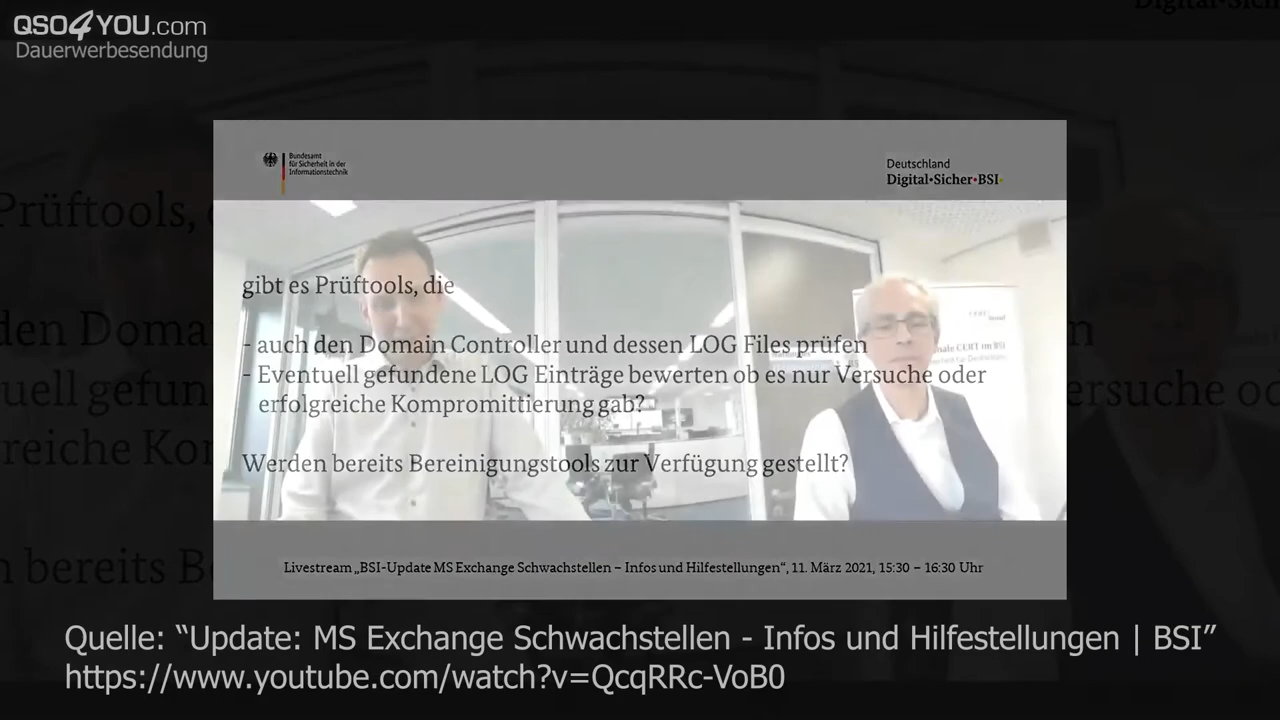 QSO4YOU.com
Dauerwerbesendung
Digital•Sich
Bundesamt
für Sicherheit in der
Informationstechnik
Deutschland
Digital•Sicher•BSI•
gibt es Prüftools, die
- auch den Domain Controller und dessen LOG Files prüfen
- Eventuell gefundene LOG Einträge bewerten ob es nur Versuche oder
erfolgreiche Kompromittierung gab?
Werden bereits Bereinigungstools zur Verfügung gestellt?
Livestream „BSI-Update MS Exchange Schwachstellen – Infos und Hilfestellungen“, 11. März 2021, 15:30 – 16:30 Uhr
Quelle: “Update: MS Exchange Schwachstellen - Infos und Hilfestellungen | BSI”
https://www.youtube.com/watch?v=QcqRRc-VoB0